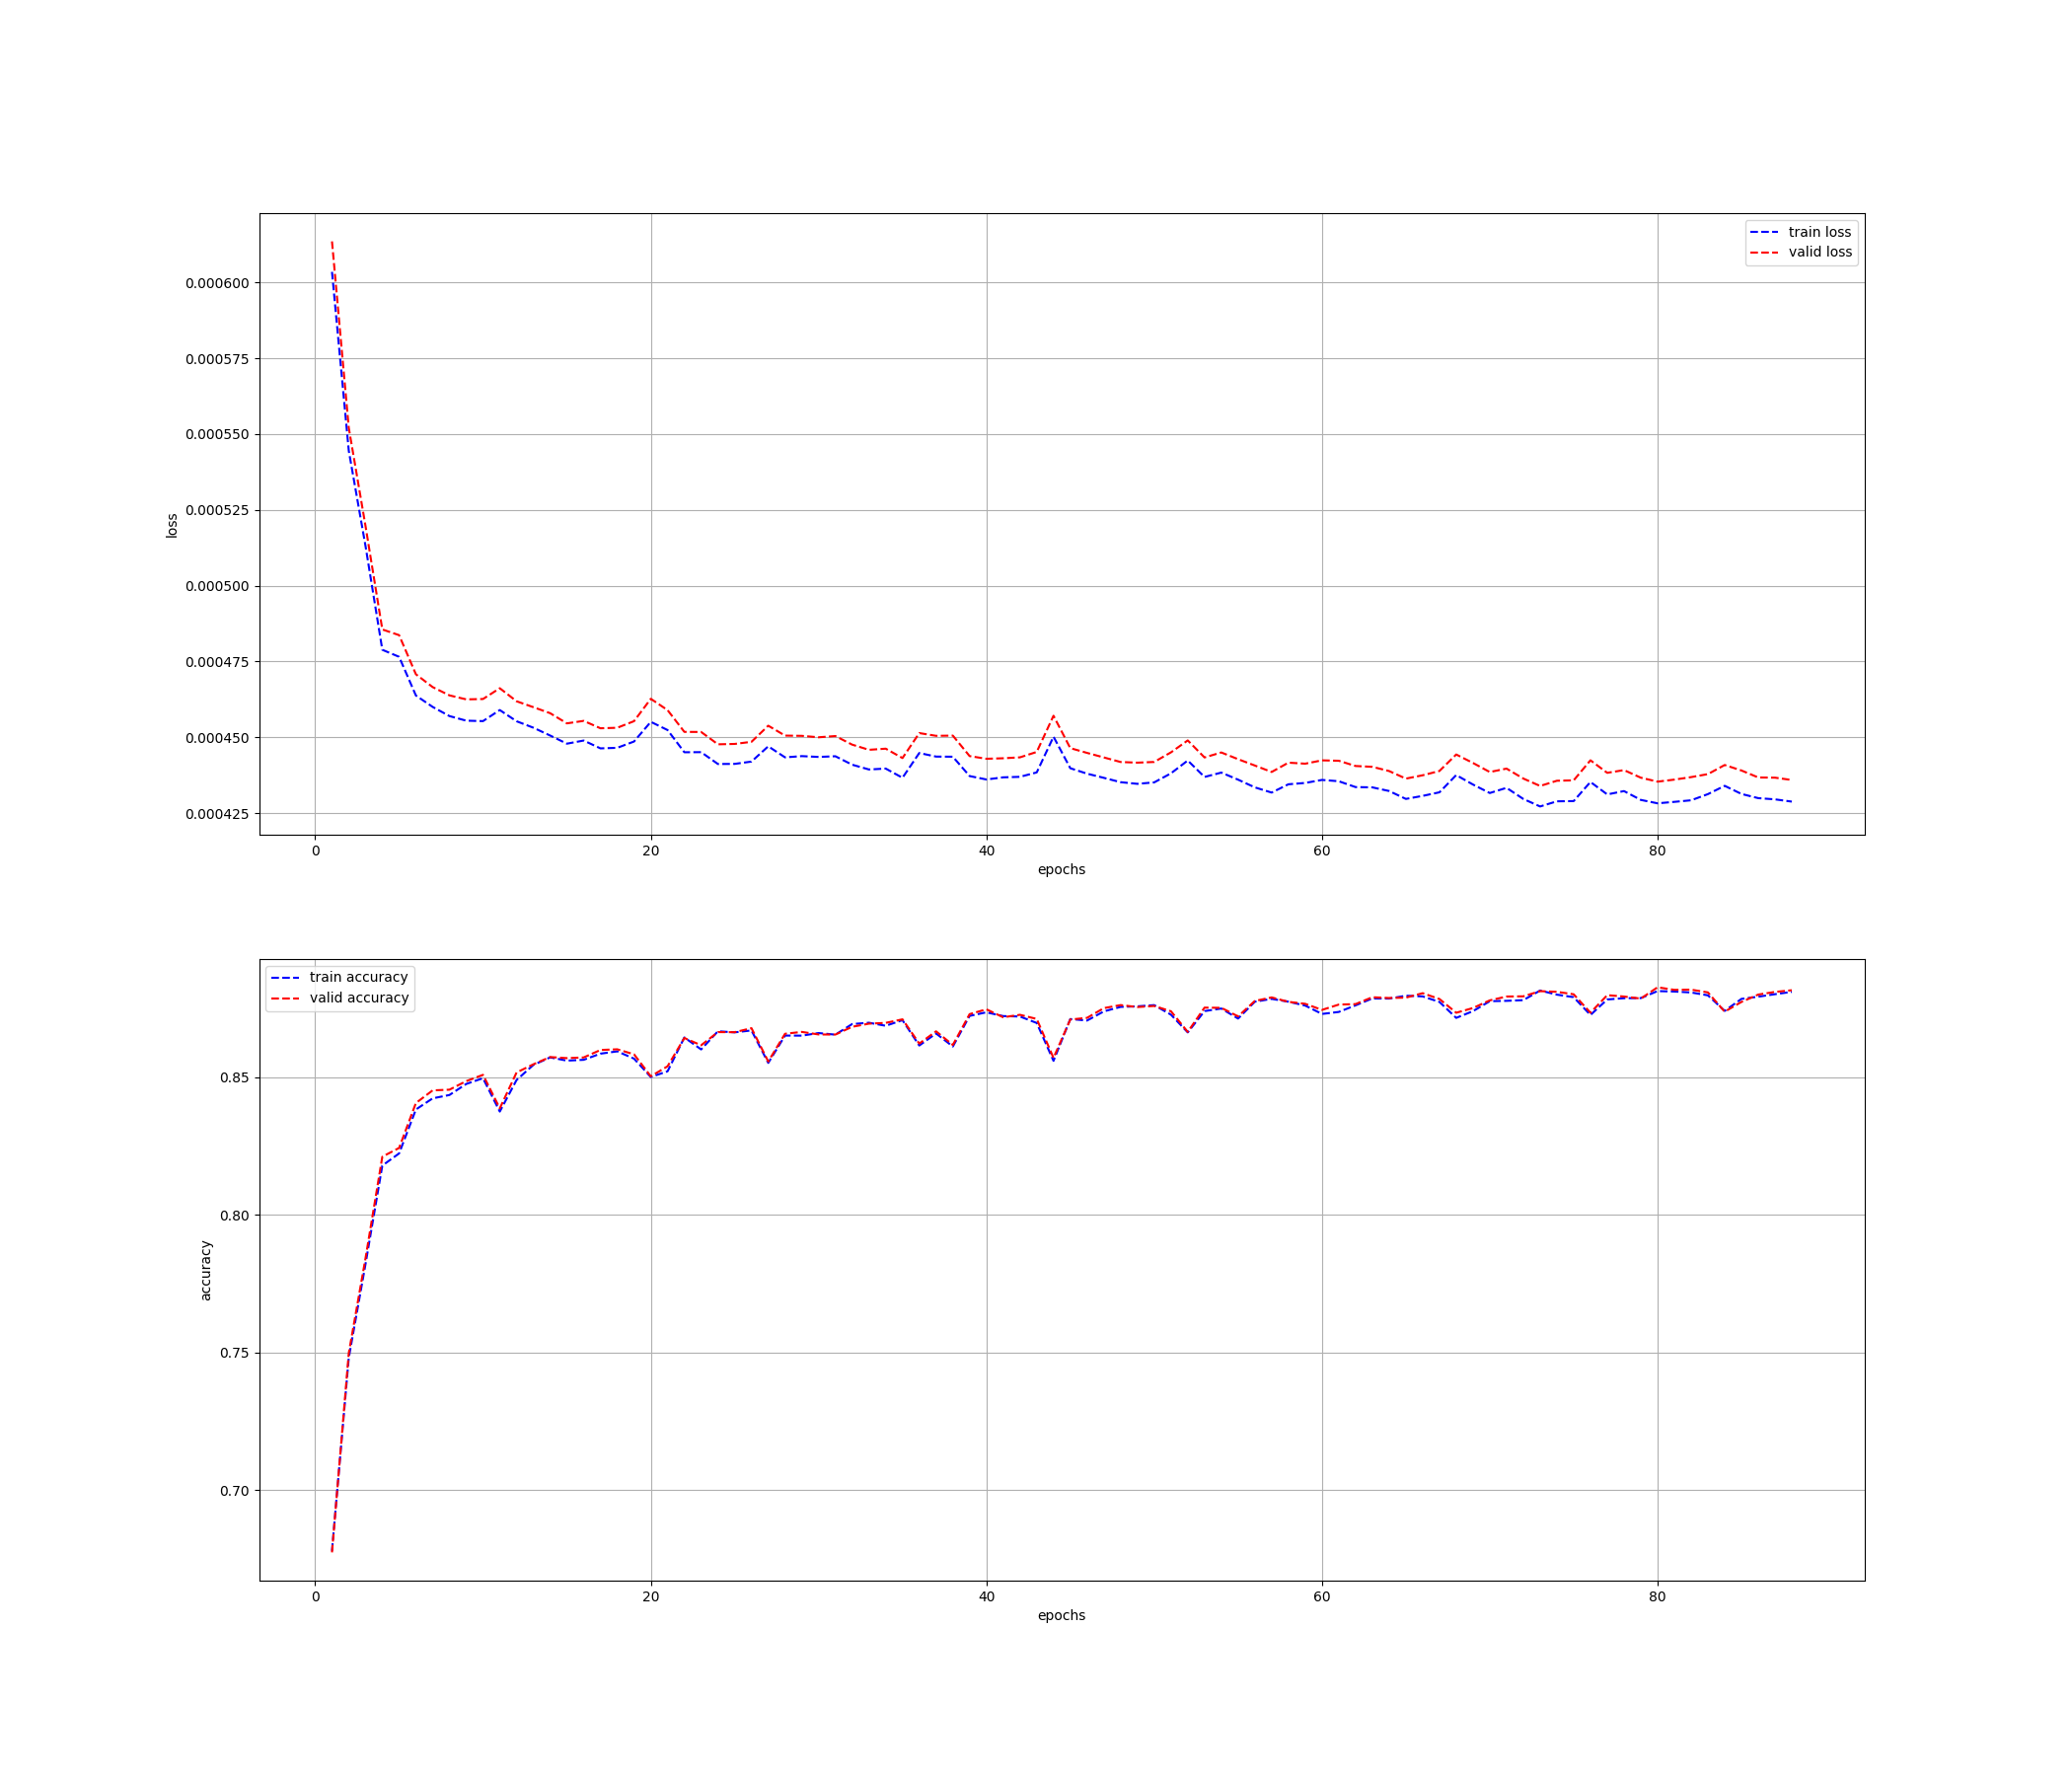 train loss
valid loss
0.000600
0.000575
0.000550
0.000525
0.000500
0.000475
0.000450
0.000425
loss
0 20 40 60 80
epochs
train accuracy
valid accuracy
0.85
0.80
0.75
0.70
accuracy
0 20 40 60 80
epochs